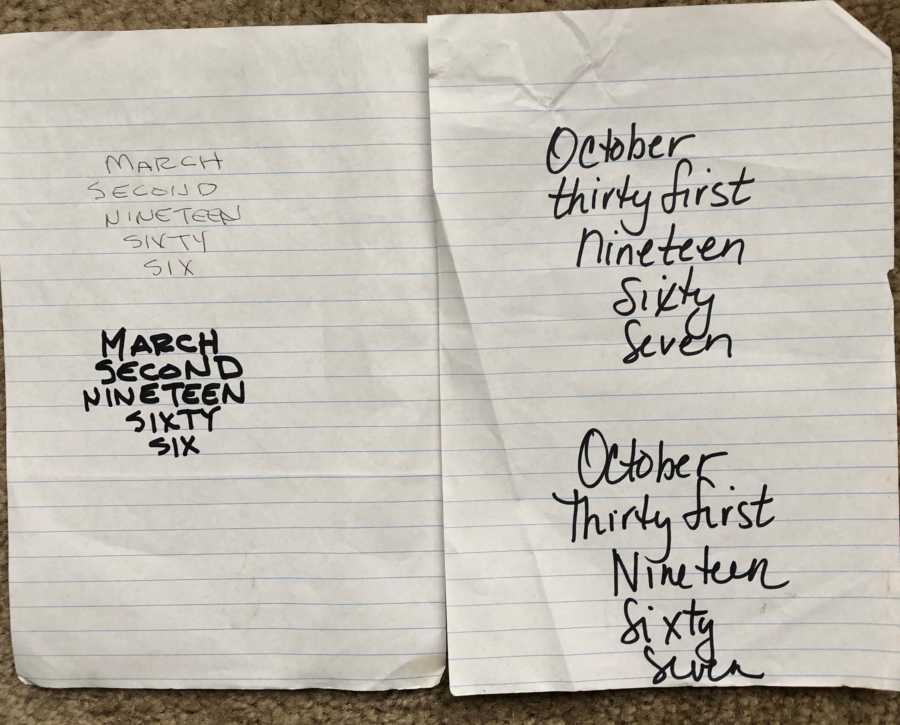 MARCH
SECOND
NINETEEN
SIXTY
SIX
MARCH
SECOND
NINETEEN
SIXTY
SIX
October
thirty first
nineteen
Sixty
Seven
October
Thirty first
Nineteen
Sixty
Seven